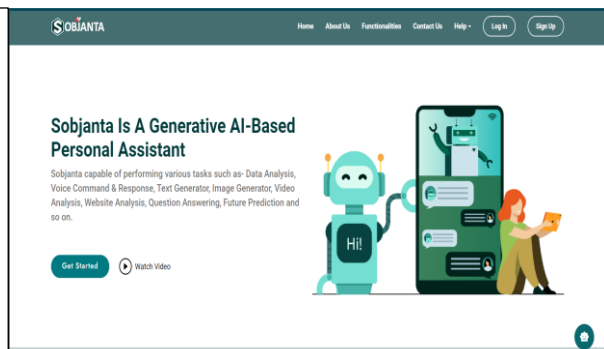 SOBJANTA
Home About Us Functionalities Contact Us Help Log In Sign Up
Sobjanta Is A Generative AI-Based
Personal Assistant
Sobjanta capable of performing various tasks such as- Data Analysis,
Voice Command & Response, Text Generator, Image Generator, Video
Analysis, Website Analysis, Question Answering, Future Prediction and
so on.
Get Started Watch Video
Hi!